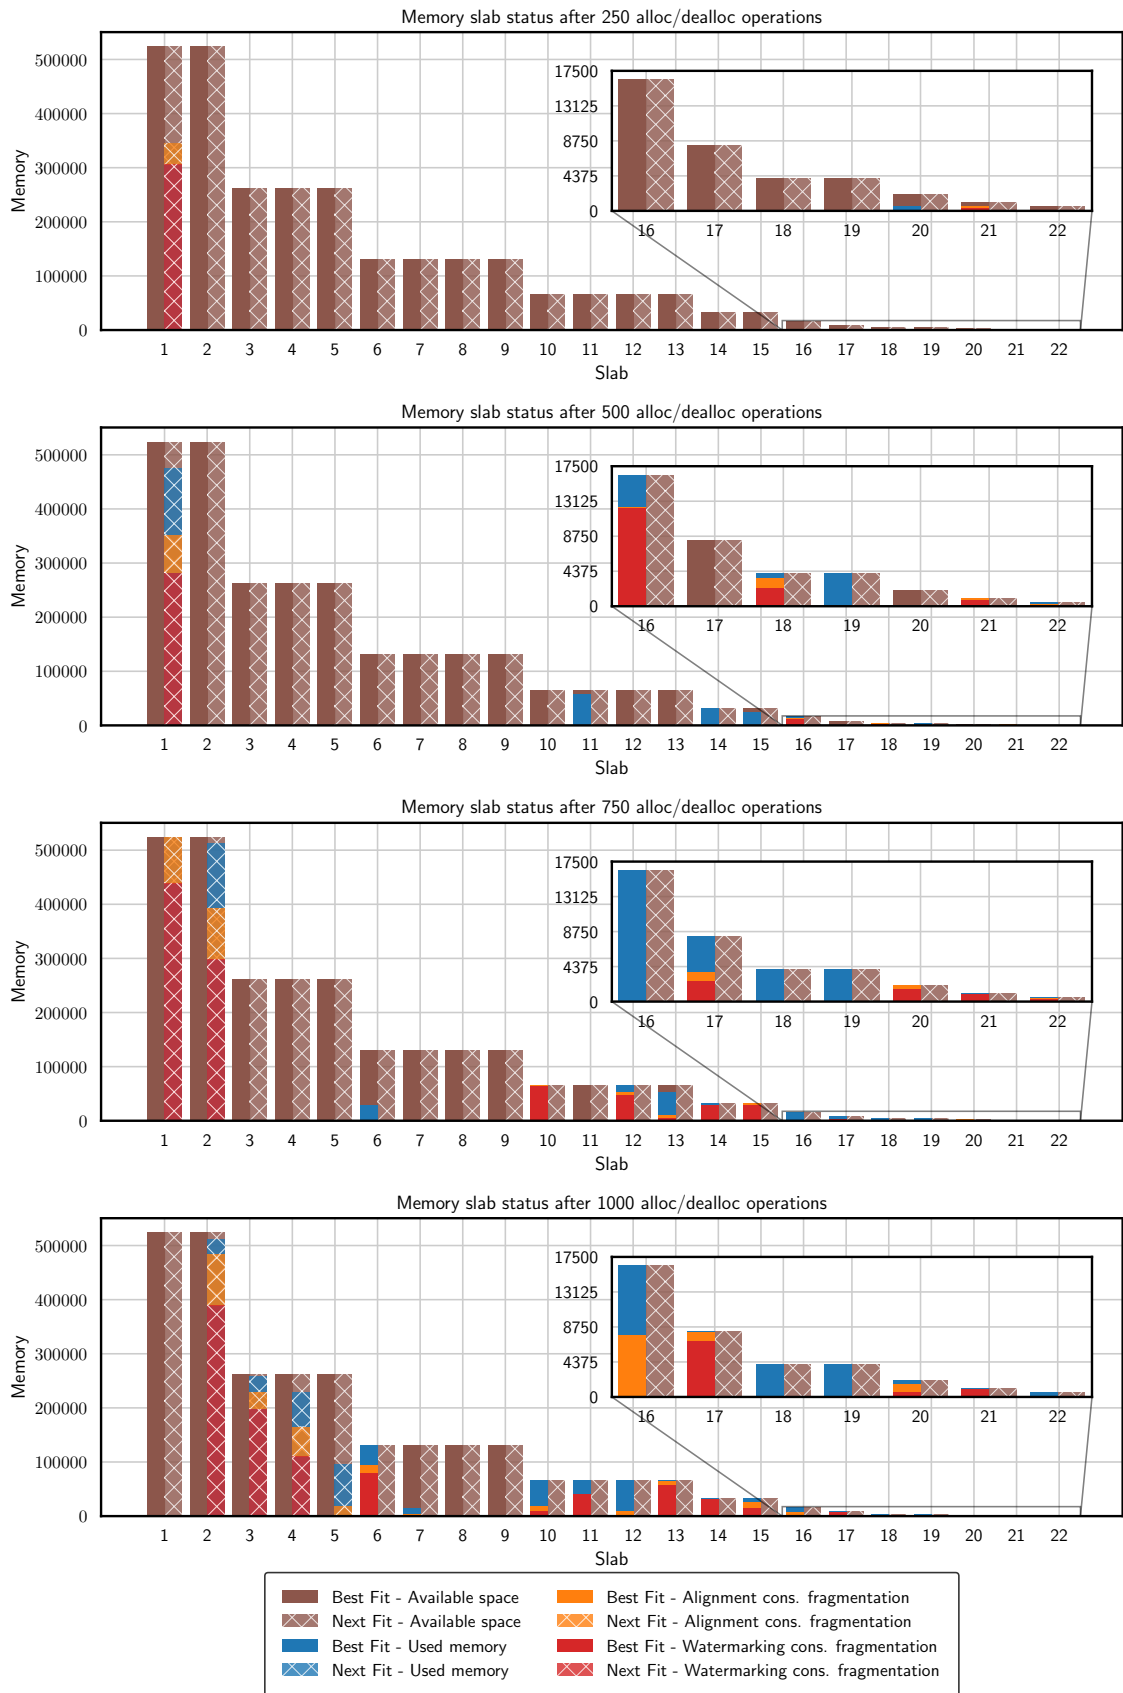 Memory slab status after 250 alloc/dealloc operations
500000
400000
300000
200000
100000
0
Memory
17500
13125
8750
4375
0
16 17 18 19 20 21 22
1 2 3 4 5 6 7 8 9 10 11 12 13 14 15 16 17 18 19 20 21 22
Slab
Memory slab status after 500 alloc/dealloc operations
500000
400000
300000
200000
100000
0
Memory
17500
13125
8750
4375
0
16 17 18 19 20 21 22
1 2 3 4 5 6 7 8 9 10 11 12 13 14 15 16 17 18 19 20 21 22
Slab
Memory slab status after 750 alloc/dealloc operations
500000
400000
300000
200000
100000
0
Memory
17500
13125
8750
4375
0
16 17 18 19 20 21 22
1 2 3 4 5 6 7 8 9 10 11 12 13 14 15 16 17 18 19 20 21 22
Slab
Memory slab status after 1000 alloc/dealloc operations
500000
400000
300000
200000
100000
0
Memory
17500
13125
8750
4375
0
16 17 18 19 20 21 22
1 2 3 4 5 6 7 8 9 10 11 12 13 14 15 16 17 18 19 20 21 22
Slab
Best Fit - Available space
Next Fit - Available space
Best Fit - Used memory
Next Fit - Used memory
Best Fit - Alignment cons. fragmentation
Next Fit - Alignment cons. fragmentation
Best Fit - Watermarking cons. fragmentation
Next Fit - Watermarking cons. fragmentation